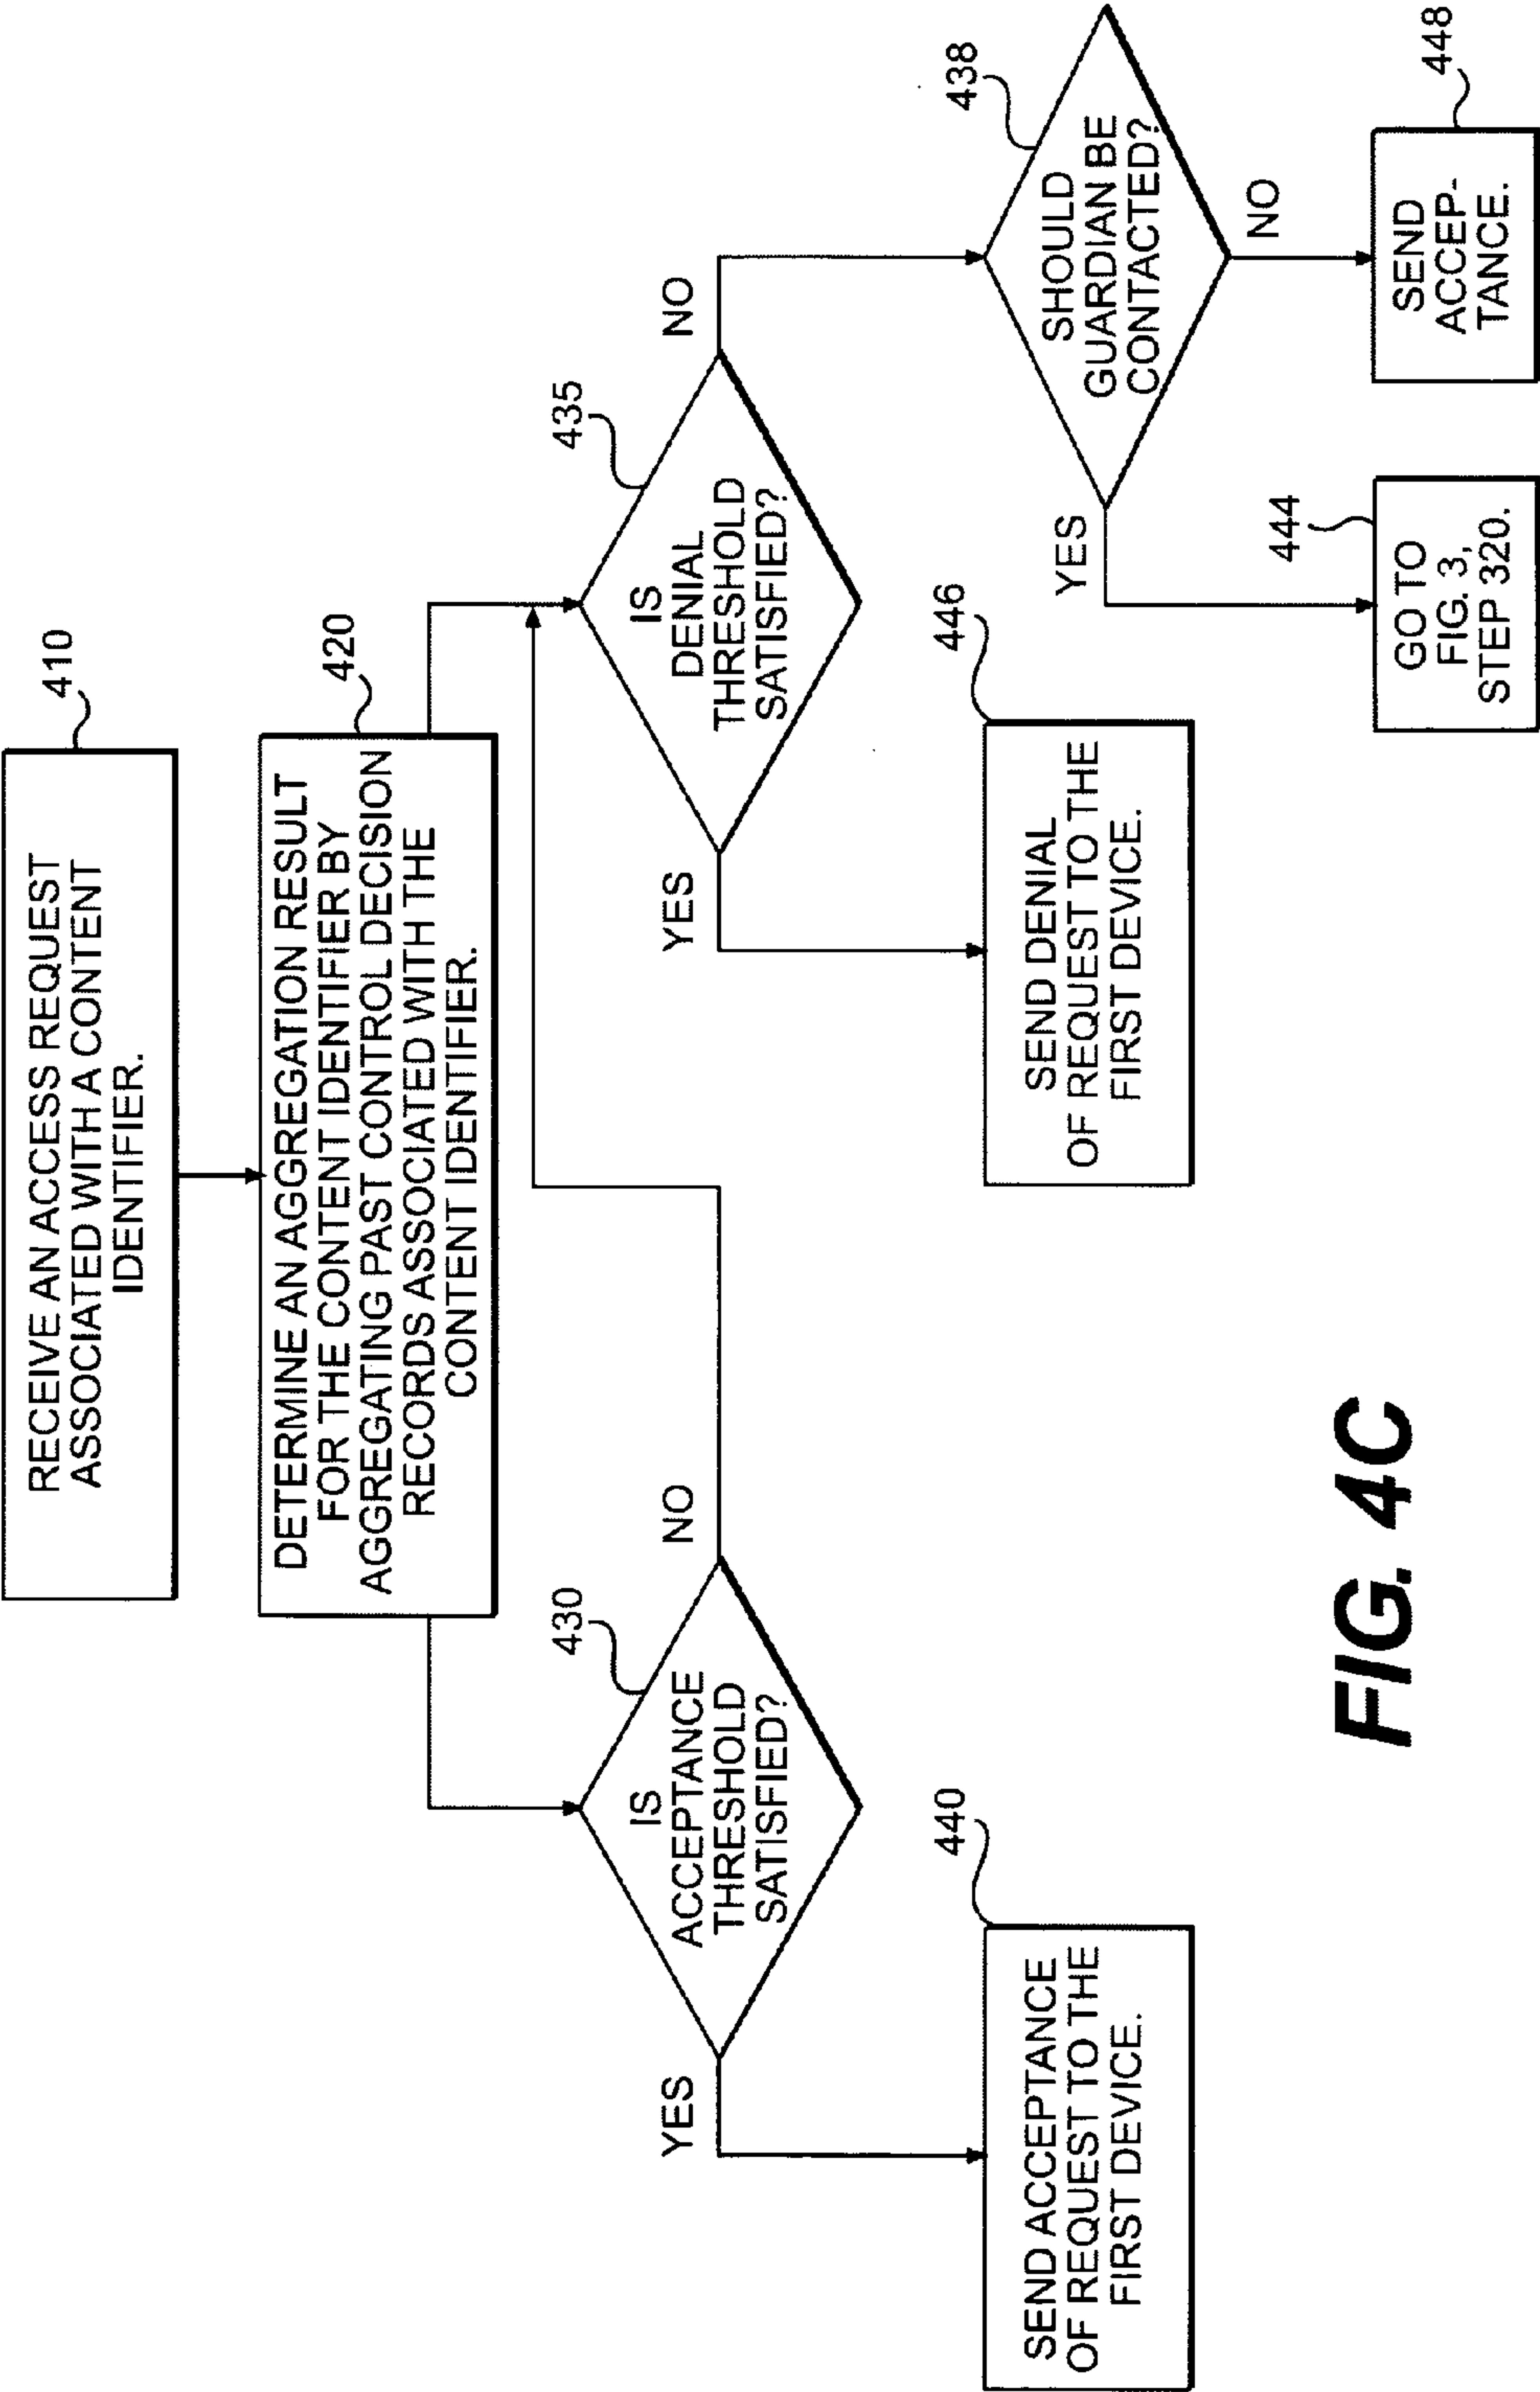 RECEIVE AN ACCESS REQUEST
ASSOCIATED WITH A CONTENT
IDENTIFIER.
410
DETERMINE AN AGGREGATION RESULT
FOR THE CONTENT IDENTIFIER BY
AGGREGATING PAST CONTROL DECISION
RECORDS ASSOCIATED WITH THE
CONTENT IDENTIFIER.
420
IS
ACCEPTANCE
THRESHOLD
SATISFIED?
430
YES
NO
IS
DENIAL
THRESHOLD
SATISFIED?
435
YES
NO
SEND ACCEPTANCE
OF REQUEST TO THE
FIRST DEVICE.
440
SEND DENIAL
OF REQUEST TO THE
FIRST DEVICE.
446
SHOULD
GUARDIAN BE
CONTACTED?
438
YES
NO
GO TO
FIG. 3,
STEP 320.
444
SEND
ACCEP-
TANCE.
448
FIG. 4C